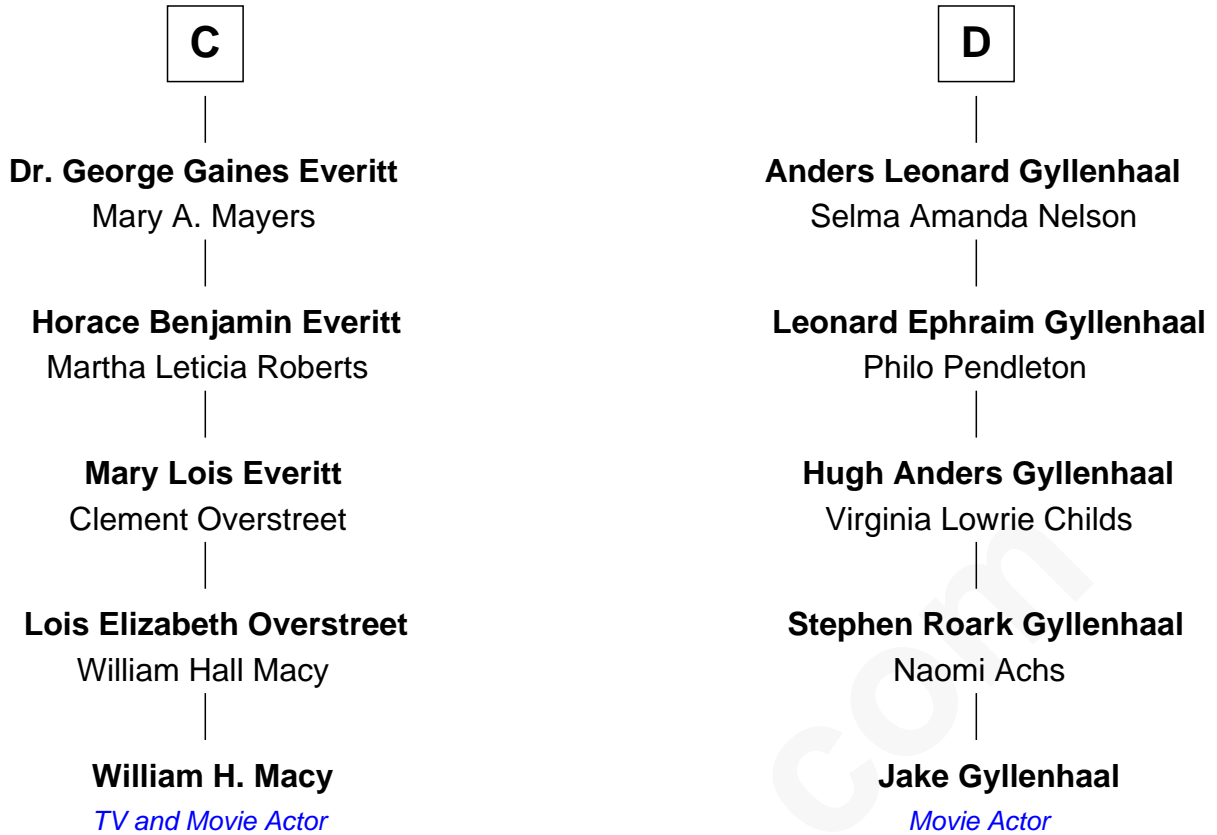 C
Dr. George Gaines Everitt
Mary A. Mayers
Horace Benjamin Everitt
Martha Leticia Roberts
Mary Lois Everitt
Clement Overstreet
Lois Elizabeth Overstreet
William Hall Macy
William H. Macy
TV and Movie Actor
D
Anders Leonard Gyllenhaal
Selma Amanda Nelson
Leonard Ephraim Gyllenhaal
Philo Pendleton
Hugh Anders Gyllenhaal
Virginia Lowrie Childs
Stephen Roark Gyllenhaal
Naomi Achs
Jake Gyllenhaal
Movie Actor
com